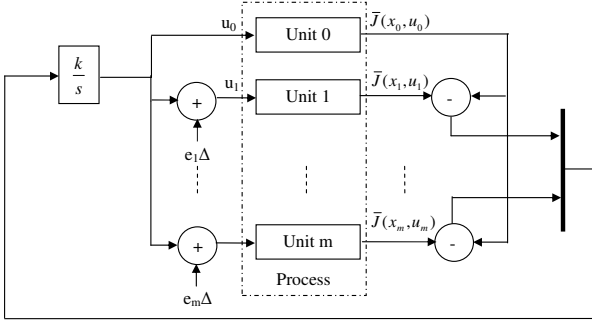 u₀
Unit 0
J̅(x₀,u₀)
k
s
+
u₁
Unit 1
J̅(x₁,u₁)
-
e₁Δ
+
Unit m
J̅(xₘ,uₘ)
-
Process
eₘΔ